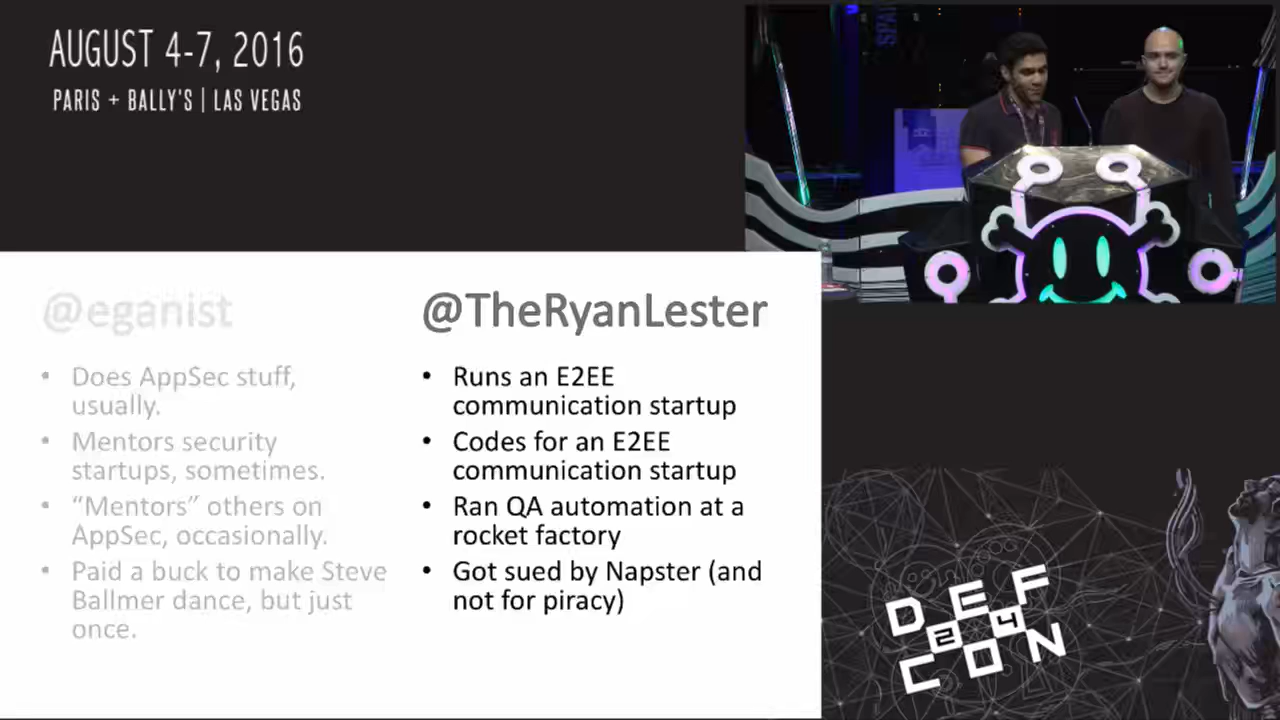 AUGUST 4-7, 2016
PARIS + BALLY'S | LAS VEGAS
@eganist
• Does AppSec stuff,
usually.
• Mentors security
startups, sometimes.
• “Mentors” others on
AppSec, occasionally.
• Paid a buck to make Steve
Ballmer dance, but just
once.
@TheRyanLester
• Runs an E2EE
communication startup
• Codes for an E2EE
communication startup
• Ran QA automation at a
rocket factory
• Got sued by Napster (and
not for piracy)
DEF
24
CON